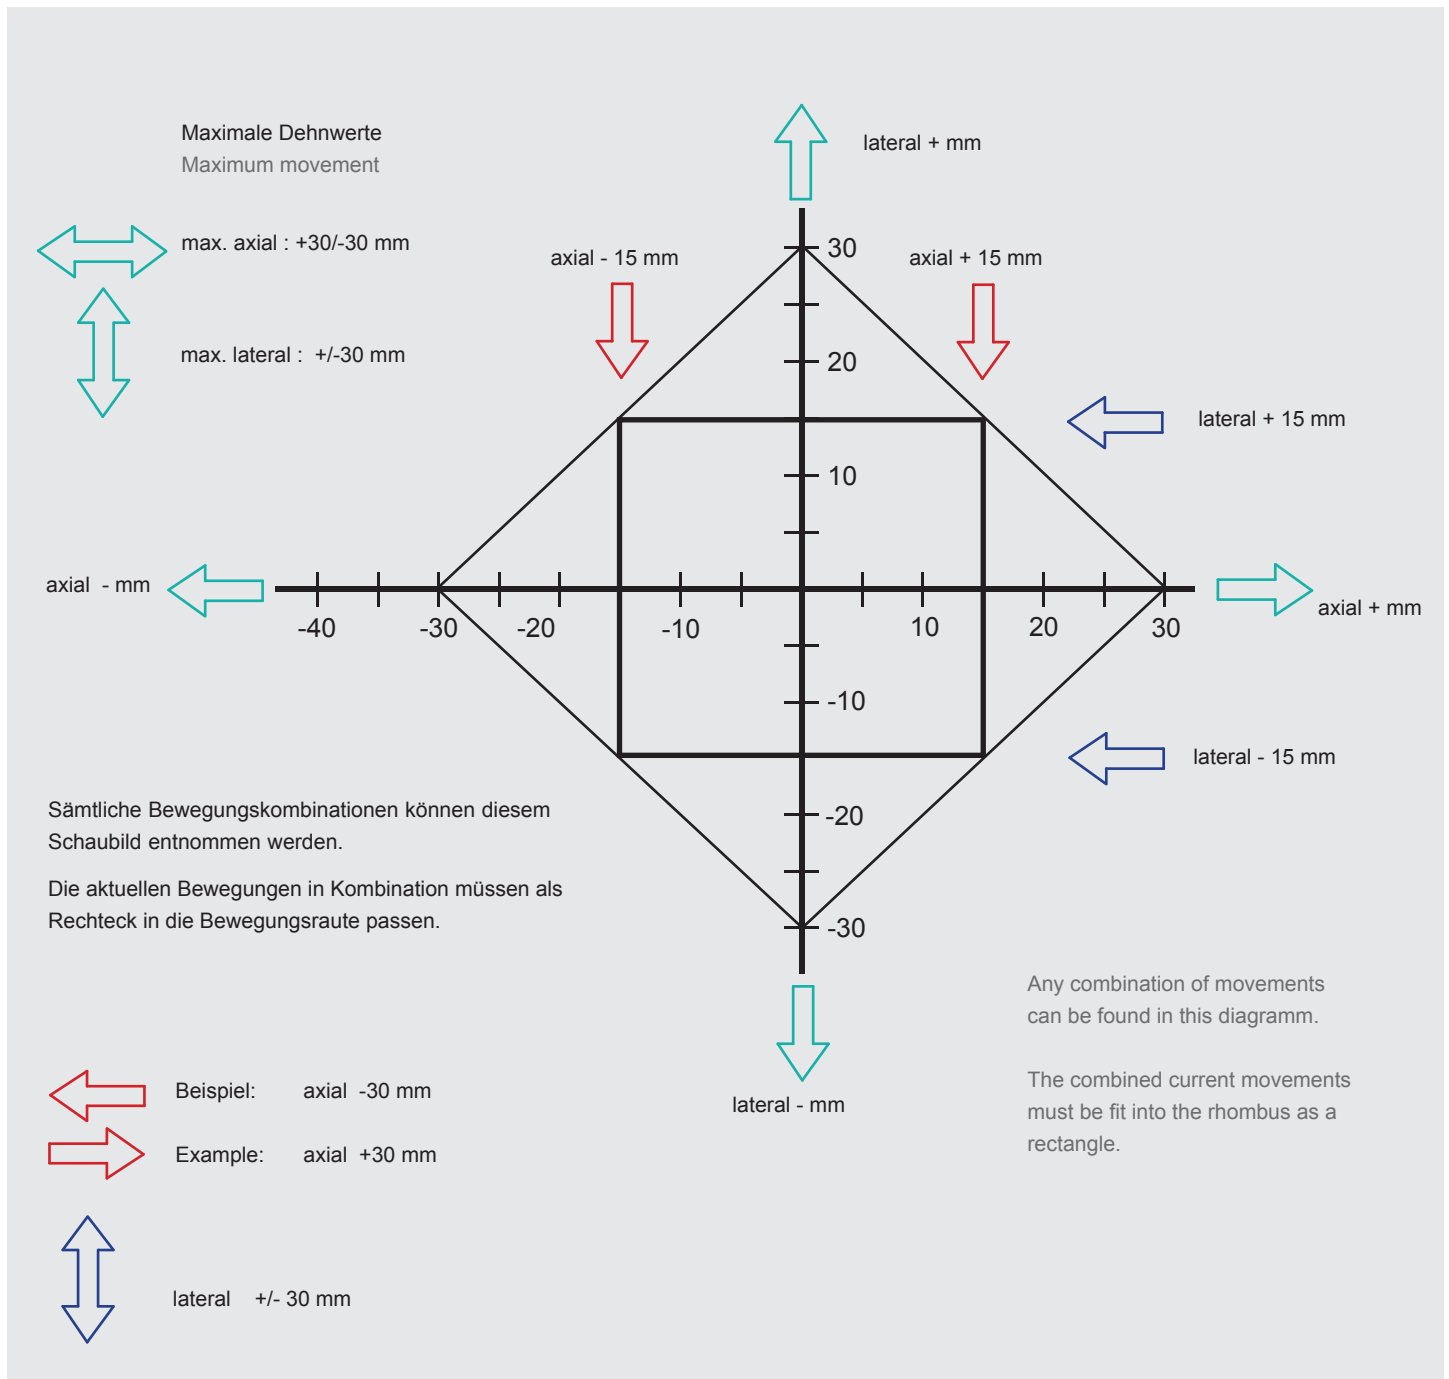 Maximale Dehnwerte
Maximum movement
max. axial : +30/-30 mm
max. lateral : +/-30 mm
lateral + mm
axial - 15 mm
axial + 15 mm
30
20
lateral + 15 mm
10
axial - mm
axial + mm
-40 -30 -20 -10 10 20 30
-10
lateral - 15 mm
-20
-30
Sämtliche Bewegungskombinationen können diesem
Schaubild entnommen werden.
Die aktuellen Bewegungen in Kombination müssen als
Rechteck in die Bewegungsraute passen.
Any combination of movements
can be found in this diagramm.
The combined current movements
must be fit into the rhombus as a
rectangle.
lateral - mm
Beispiel: axial -30 mm
Example: axial +30 mm
lateral +/- 30 mm